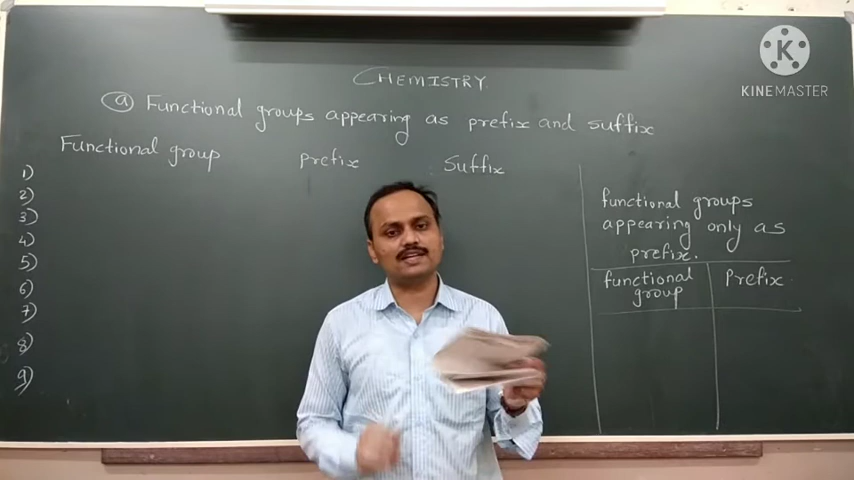 CHEMISTRY
ⓐ Functional groups appearing as prefix and suffix
Functional group prefix Suffix
1)
2)
3)
4)
5)
6)
7)
8)
9)
functional groups
appearing only as
prefix.
functional group Prefix
K
KINEMASTER